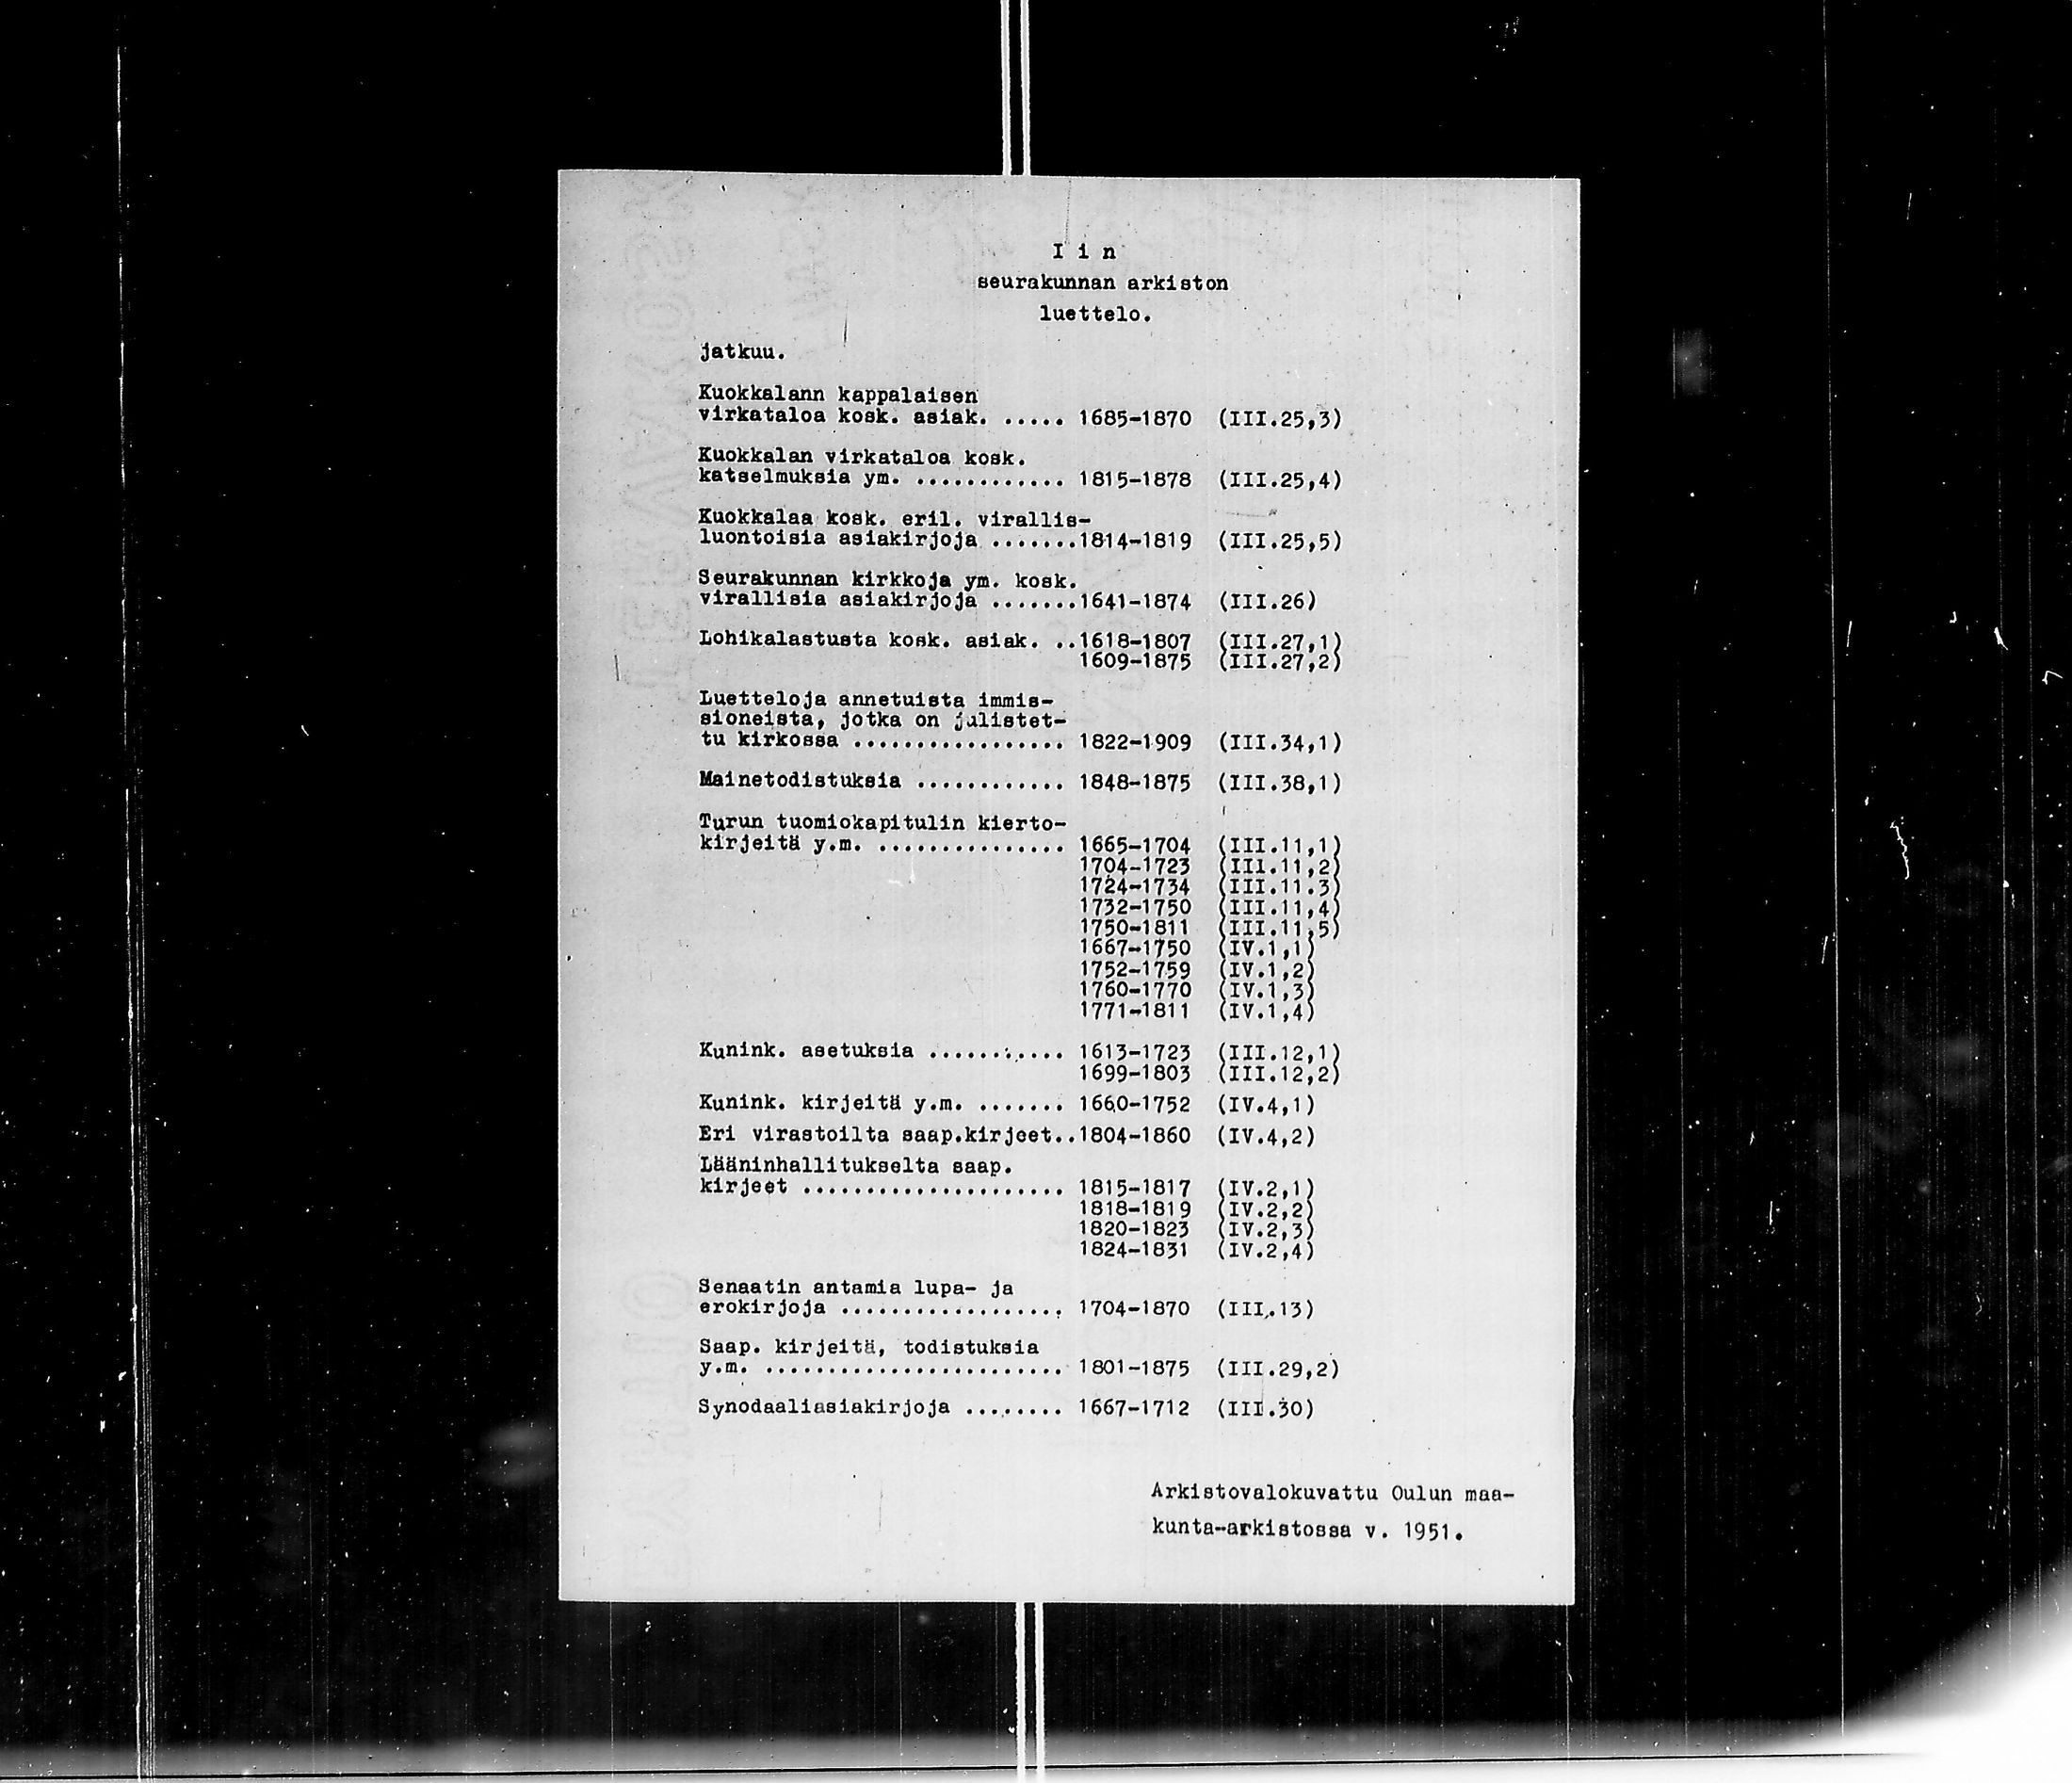 I i n
seurakunnan arkiston
luettelo.
jatkuu.
Kuokkalann kappalaisen
virkataloa kosk. asiak. ..... 1685-1870 (III.25,3)
Kuokkalan virkataloa kosk.
katselmuksia ym. ............ 1815-1878 (III.25,4)
Kuokkalaa kosk. eril. virallis-
luontoisia asiakirjoja .......1814-1819 (III.25,5)
Seurakunnan kirkkoja ym. kosk.
virallisia asiakirjoja .......1641-1874 (III.26)
Lohikalastusta kosk. asiak. ..1618-1807 (III.27,1)
1609-1875 (III.27,2)
Luetteloja annetuista immis-
sioneista, jotka on julistet-
tu kirkossa ................. 1822-1909 (III.34,1)
Mainetodistuksia ............ 1848-1875 (III.38,1)
Turun tuomiokapitulin kierto-
kirjeitä y.m. ............... 1665-1704 (III.11,1)
1704-1723 (III.11,2)
1724-1734 (III.11.3)
1732-1750 (III.11,4)
1750-1811 (III.11,5)
1667-1750 (IV.1,1)
1752-1759 (IV.1,2)
1760-1770 (IV.1,3)
1771-1811 (IV.1,4)
Kunink. asetuksia ........... 1613-1723 (III.12,1)
1699-1803 (III.12,2)
Kunink. kirjeitä y.m. ....... 1660-1752 (IV.4,1)
Eri virastoilta saap.kirjeet..1804-1860 (IV.4,2)
Lääninhallitukselta saap.
kirjeet ..................... 1815-1817 (IV.2,1)
1818-1819 (IV.2,2)
1820-1823 (IV.2,3)
1824-1831 (IV.2,4)
Senaatin antamia lupa- ja
erokirjoja .................. 1704-1870 (III.13)
Saap. kirjeitä, todistuksia
y.m. ........................ 1801-1875 (III.29,2)
Synodaaliasiakirjoja ........ 1667-1712 (III.30)
Arkistovalokuvattu Oulun maa-
kunta-arkistossa v. 1951.